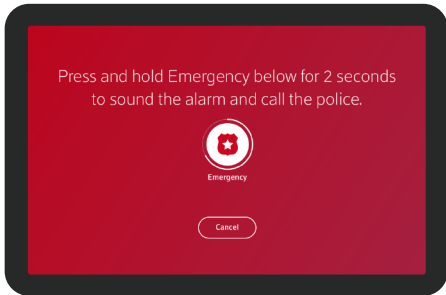 Press and hold Emergency below for 2 seconds
to sound the alarm and call the police.
Emergency
Cancel